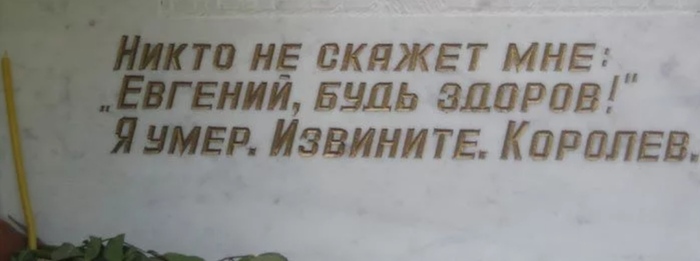 Никто не скажет мне:
„Евгений, будь здоров!“
Я умер. Извините. Королев.